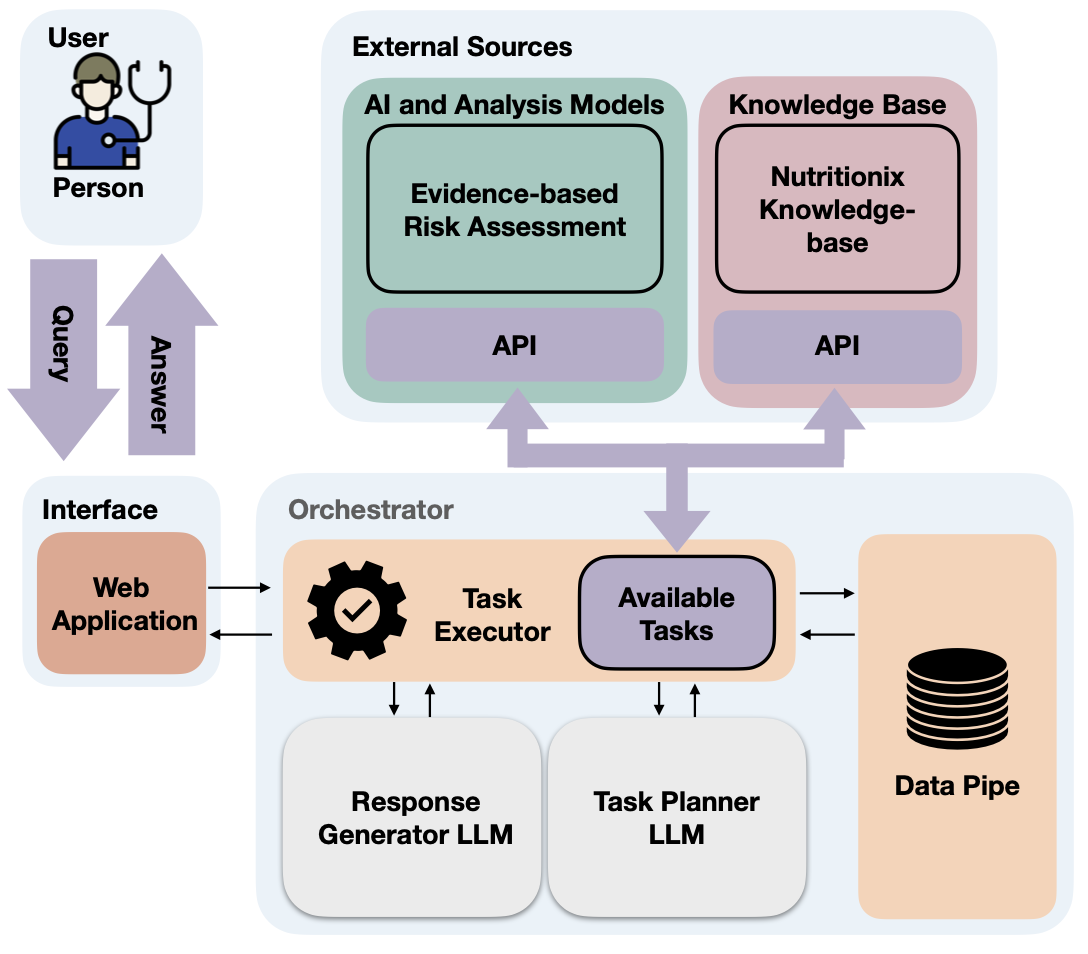 User
Person
Query
Answer
External Sources
AI and Analysis Models
Evidence-based
Risk Assessment
API
Knowledge Base
Nutritionix
Knowledge-
base
API
Interface
Web
Application
Orchestrator
Task
Executor
Available
Tasks
Response
Generator LLM
Task Planner
LLM
Data Pipe